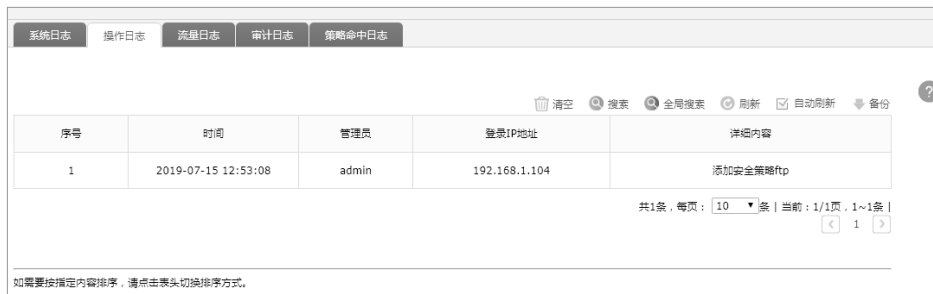 系统日志 操作日志 流量日志 审计日志 策略命中日志
清空 搜索 全局搜索 刷新 自动刷新 备份
?
序号 时间 管理员 登录IP地址 详细内容
1 2019-07-15 12:53:08 admin 192.168.1.104 添加安全策略ftp
共1条，每页： 10 条 | 当前：1/1页，1~1条 |
< 1 >
如需要按指定内容排序，请点击表头切换排序方式。